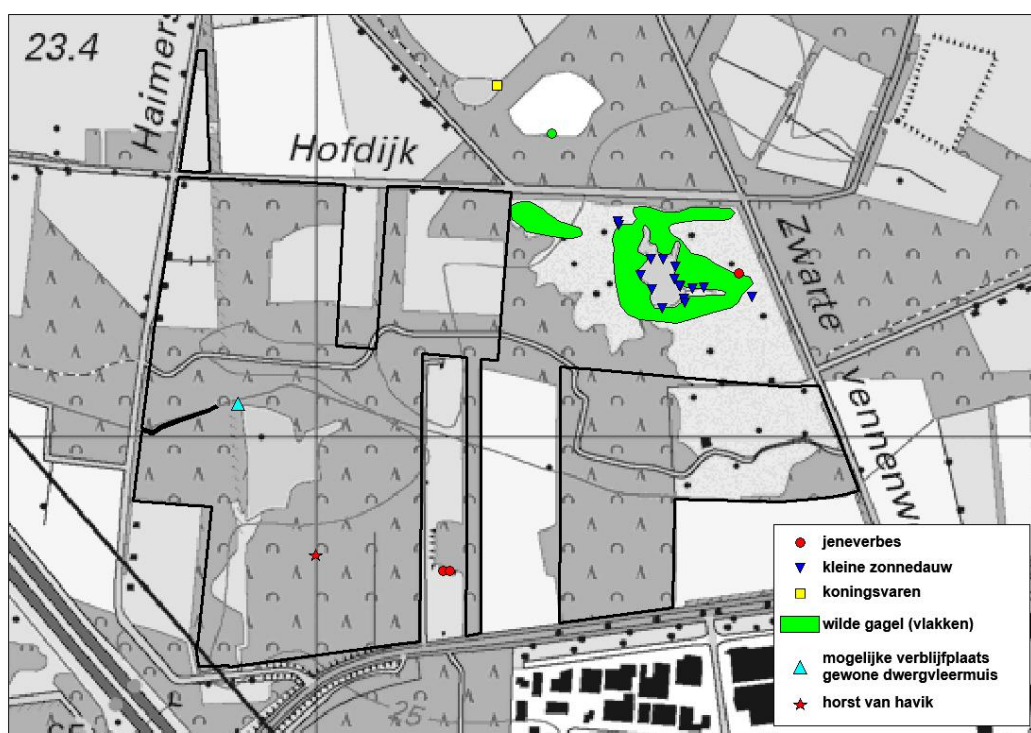 23.4
Haimers
Hofdijk
Zwarte
vennenw
25
jeneverbes
kleine zonnedauw
koningsvaren
wilde gagel (vlakken)
mogelijke verblijfplaats
gewone dwergvleermuis
horst van havik